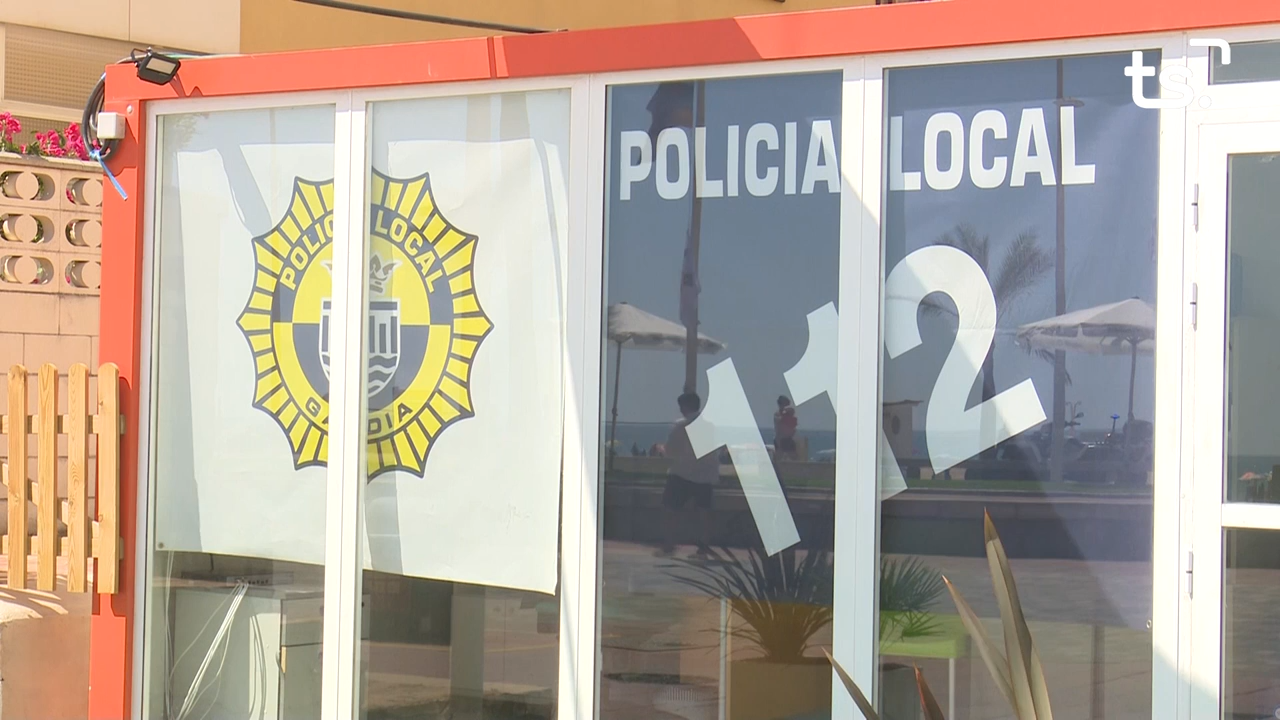 ts.
POLICIA LOCAL
112
POLICIA LOCAL
GANDIA